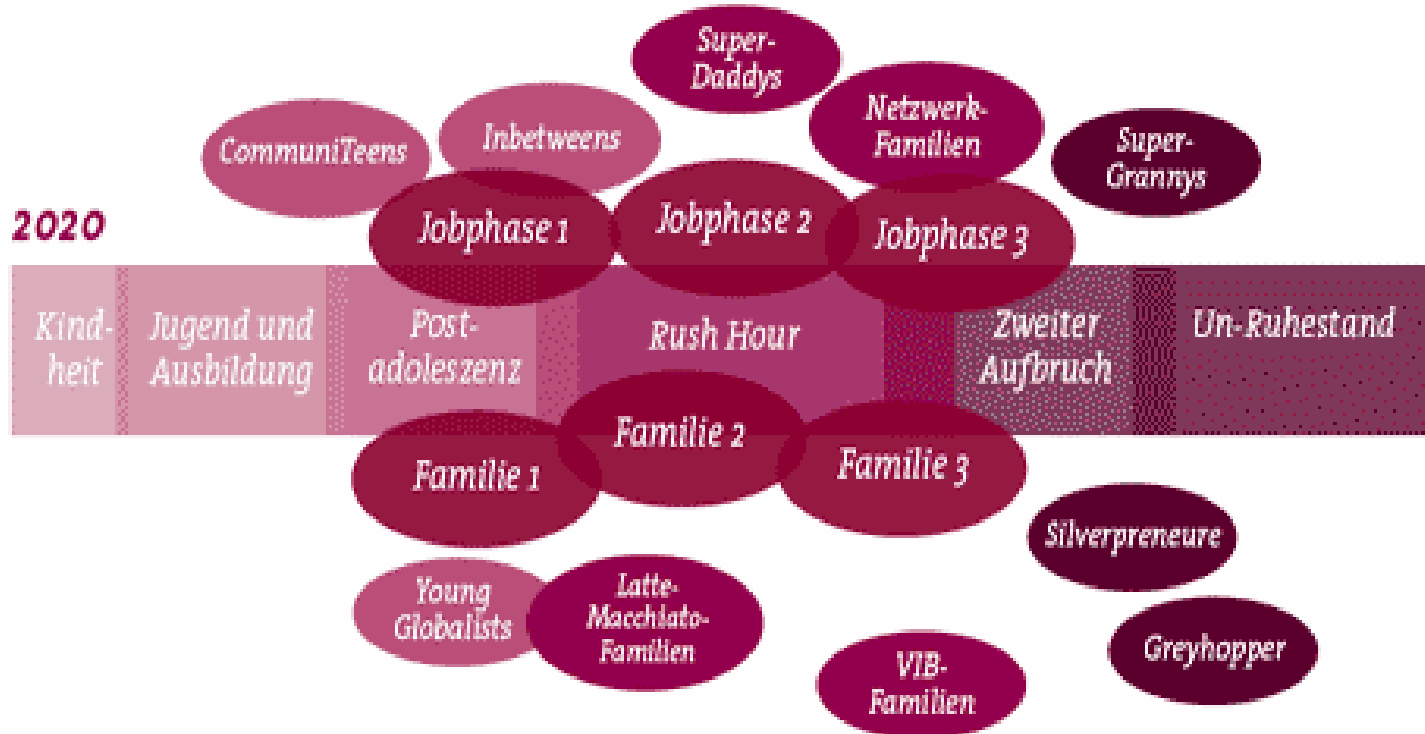 Super-
Daddys
Netzwerk-
Familien
CommuniTeens
Inbetweens
Super-
Grannys
2020
Jobphase 1
Jobphase 2
Jobphase 3
Kind-
heit
Jugend und
Ausbildung
Post-
adoleszenz
Rush Hour
Zweiter
Aufbruch
Un-Ruhestand
Familie 1
Familie 2
Familie 3
Silverpreneure
Young
Globalists
Latte-
Macchiato-
Familien
VIB-
Familien
Greyhopper